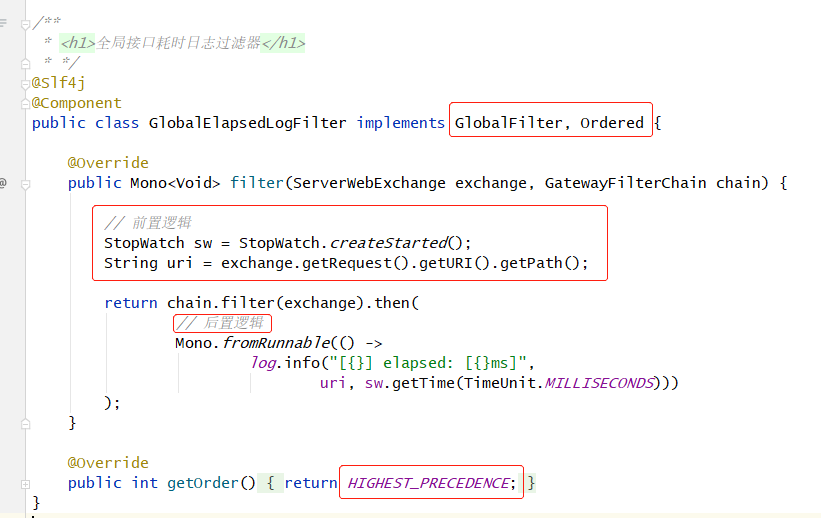 /**
 * <h1>全局接口耗时日志过滤器</h1>
 * */
@Slf4j
@Component
public class GlobalElapsedLogFilter implements GlobalFilter, Ordered {
    @Override
    public Mono<Void> filter(ServerWebExchange exchange, GatewayFilterChain chain) {
        // 前置逻辑
        StopWatch sw = StopWatch.createStarted();
        String uri = exchange.getRequest().getURI().getPath();
        return chain.filter(exchange).then(
                // 后置逻辑
                Mono.fromRunnable(() ->
                        log.info("[{}] elapsed: [{}ms]",
                                uri, sw.getTime(TimeUnit.MILLISECONDS)))
        );
    }
    @Override
    public int getOrder() { return HIGHEST_PRECEDENCE; }
}